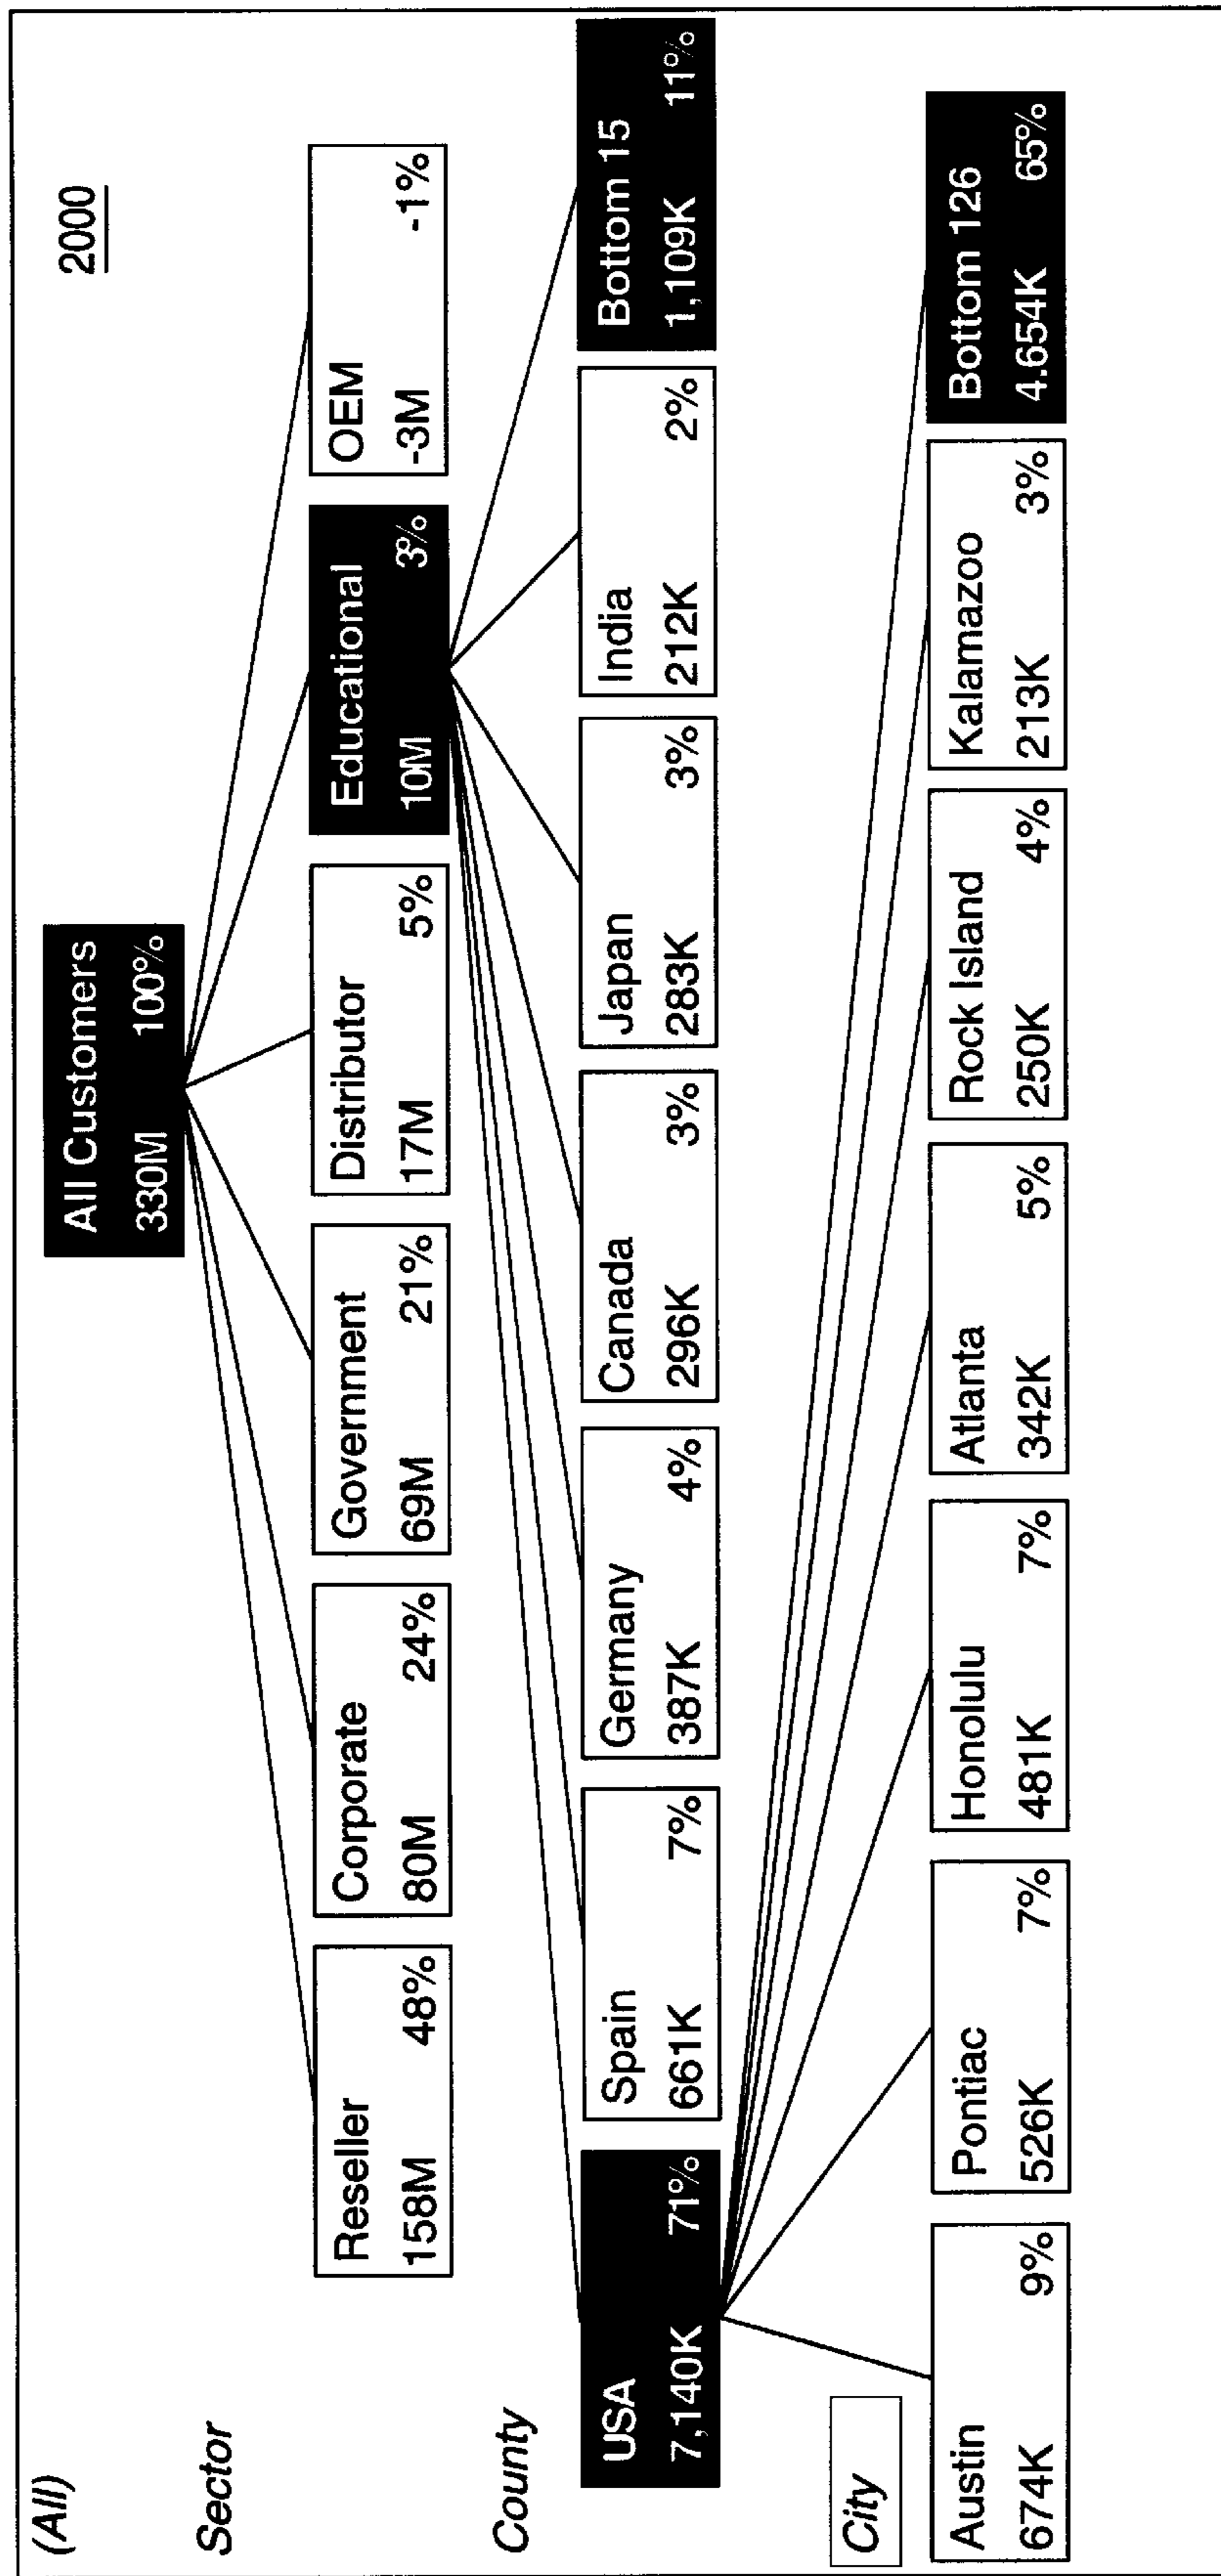 2000
(All)
All Customers
330M 100%
Sector
Reseller
158M 48%
Corporate
80M 24%
Government
69M 21%
Distributor
17M 5%
Educational
10M 3%
OEM
-3M -1%
County
USA
7,140K 71%
Spain
661K 7%
Germany
387K 4%
Canada
296K 3%
Japan
283K 3%
India
212K 2%
Bottom 15
1,109K 11%
City
Austin
674K 9%
Pontiac
526K 7%
Honolulu
481K 7%
Atlanta
342K 5%
Rock Island
250K 4%
Kalamazoo
213K 3%
Bottom 126
4.654K 65%